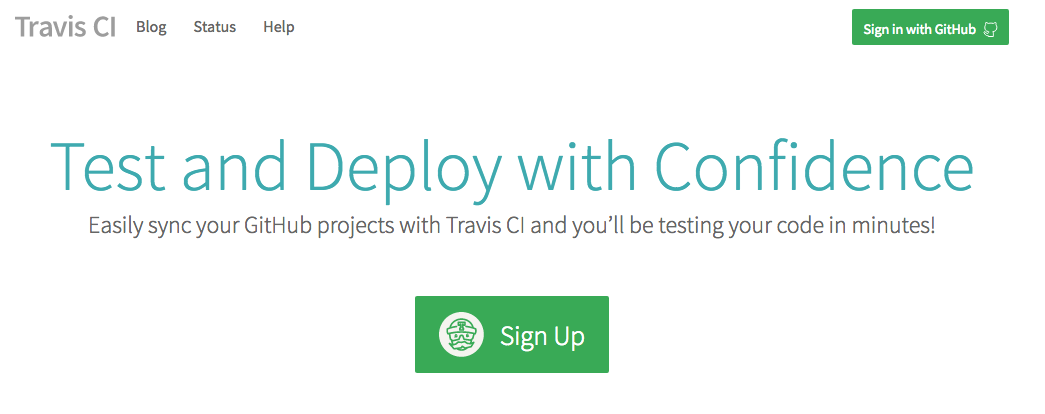 Travis CI Blog Status Help Sign in with GitHub
Test and Deploy with Confidence
Easily sync your GitHub projects with Travis CI and you’ll be testing your code in minutes!
Sign Up